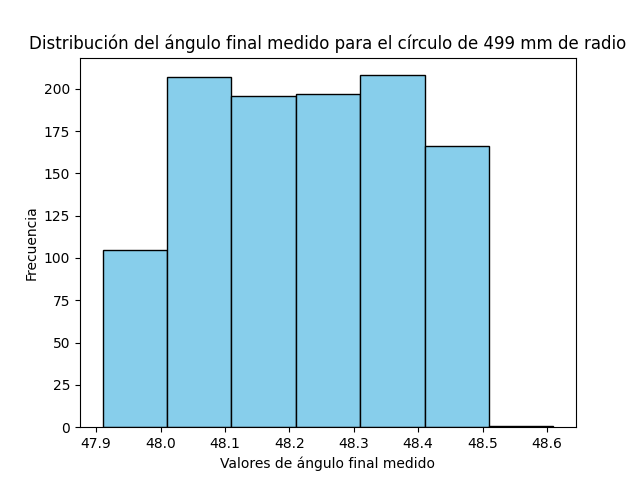 Distribución del ángulo final medido para el círculo de 499 mm de radio
200
175
150
125
100
75
50
25
0
Frecuencia
47.9 48.0 48.1 48.2 48.3 48.4 48.5 48.6
Valores de ángulo final medido